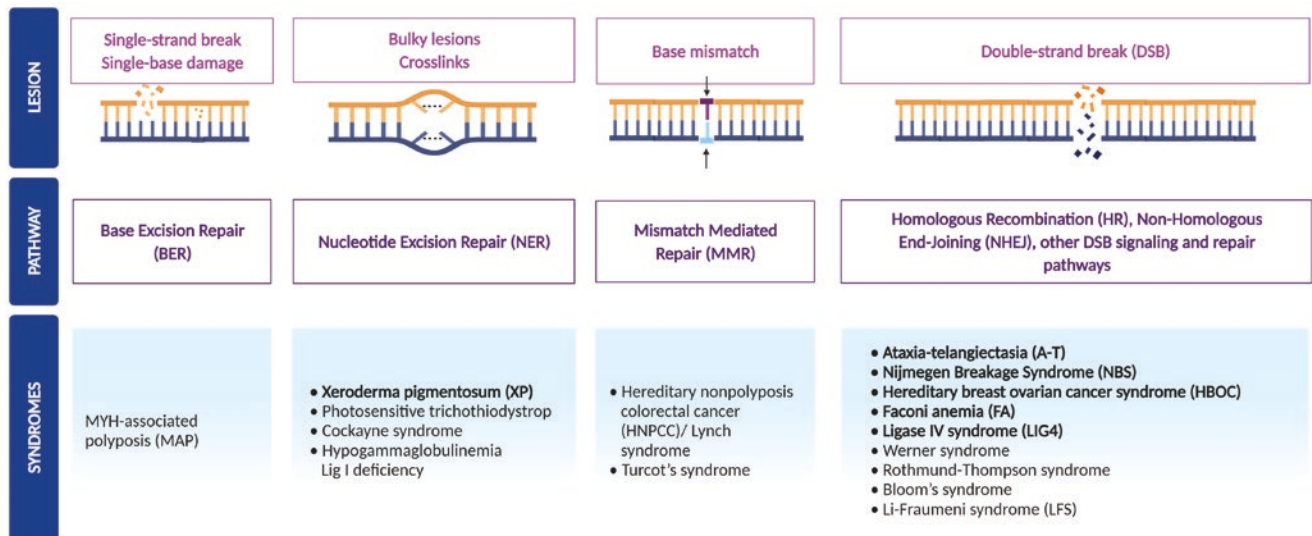 LESION
Single-strand break
Single-base damage
Bulky lesions
Crosslinks
Base mismatch
Double-strand break (DSB)
PATHWAY
Base Excision Repair
(BER)
Nucleotide Excision Repair (NER)
Mismatch Mediated
Repair (MMR)
Homologous Recombination (HR), Non-Homologous
End-Joining (NHEJ), other DSB signaling and repair
pathways
SYNDROMES
MYH-associated
polyposis (MAP)
• Xeroderma pigmentosum (XP)
• Photosensitive trichothiodystrop
• Cockayne syndrome
• Hypogammaglobulinemia
Lig I deficiency
• Hereditary nonpolyposis
colorectal cancer
(HNPCC)/ Lynch
syndrome
• Turcot's syndrome
• Ataxia-telangiectasia (A-T)
• Nijmegen Breakage Syndrome (NBS)
• Hereditary breast ovarian cancer syndrome (HBOC)
• Faconi anemia (FA)
• Ligase IV syndrome (LIG4)
• Werner syndrome
• Rothmund-Thompson syndrome
• Bloom's syndrome
• Li-Fraumeni syndrome (LFS)